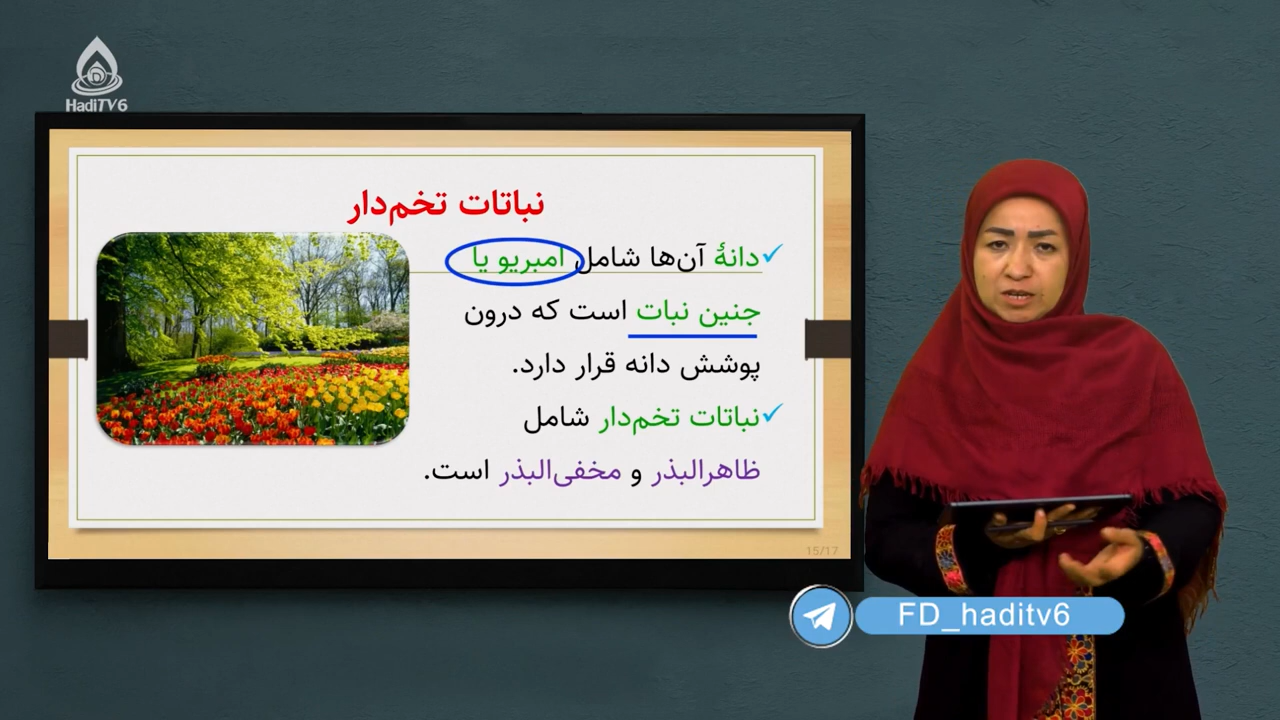 HadiTV6
نباتات تخم‌دار
دانهٔ آن‌ها شامل امبریو یا
جنین نبات است که درون
پوشش دانه قرار دارد.
نباتات تخم‌دار شامل
ظاهرالبذر و مخفی‌البذر است.
15/17
FD_haditv6